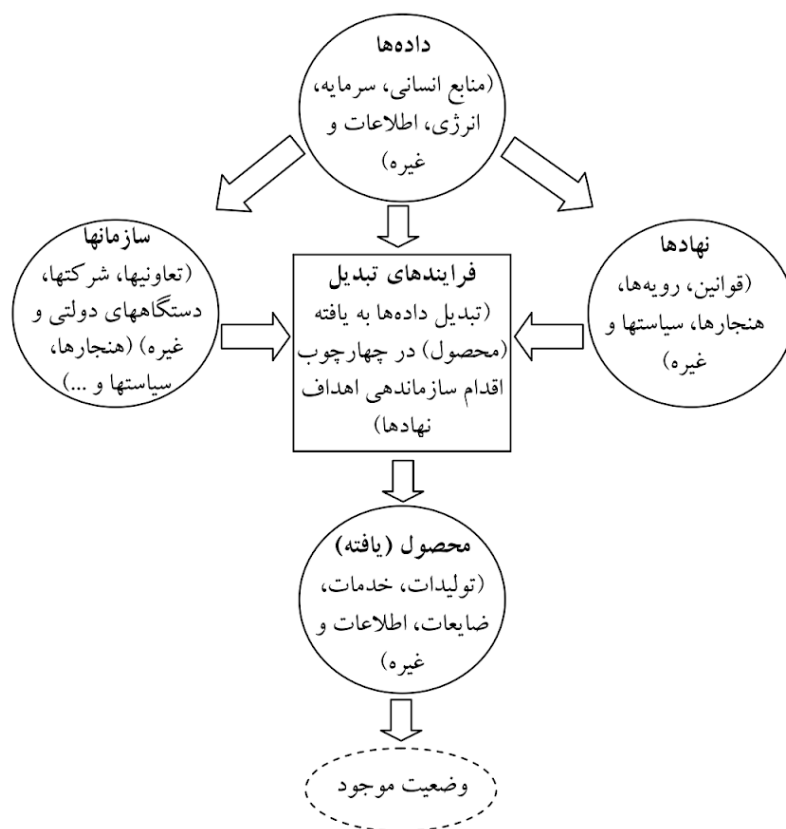 داده‌ها
(منابع انسانی، سرمایه،
انرژی، اطلاعات و
غیره)
نهادها
(قوانین، رویه‌ها،
هنجارها، سیاستها و
غیره)
فرایندهای تبدیل
(تبدیل داده‌ها به یافته
(محصول) در چهارچوب
اقدام سازماندهی اهداف
نهادها)
سازمانها
(تعاونیها، شرکتها،
دستگاههای دولتی و
غیره) (هنجارها،
سیاستها و ...)
محصول (یافته)
(تولیدات، خدمات،
ضایعات، اطلاعات و
غیره)
وضعیت موجود